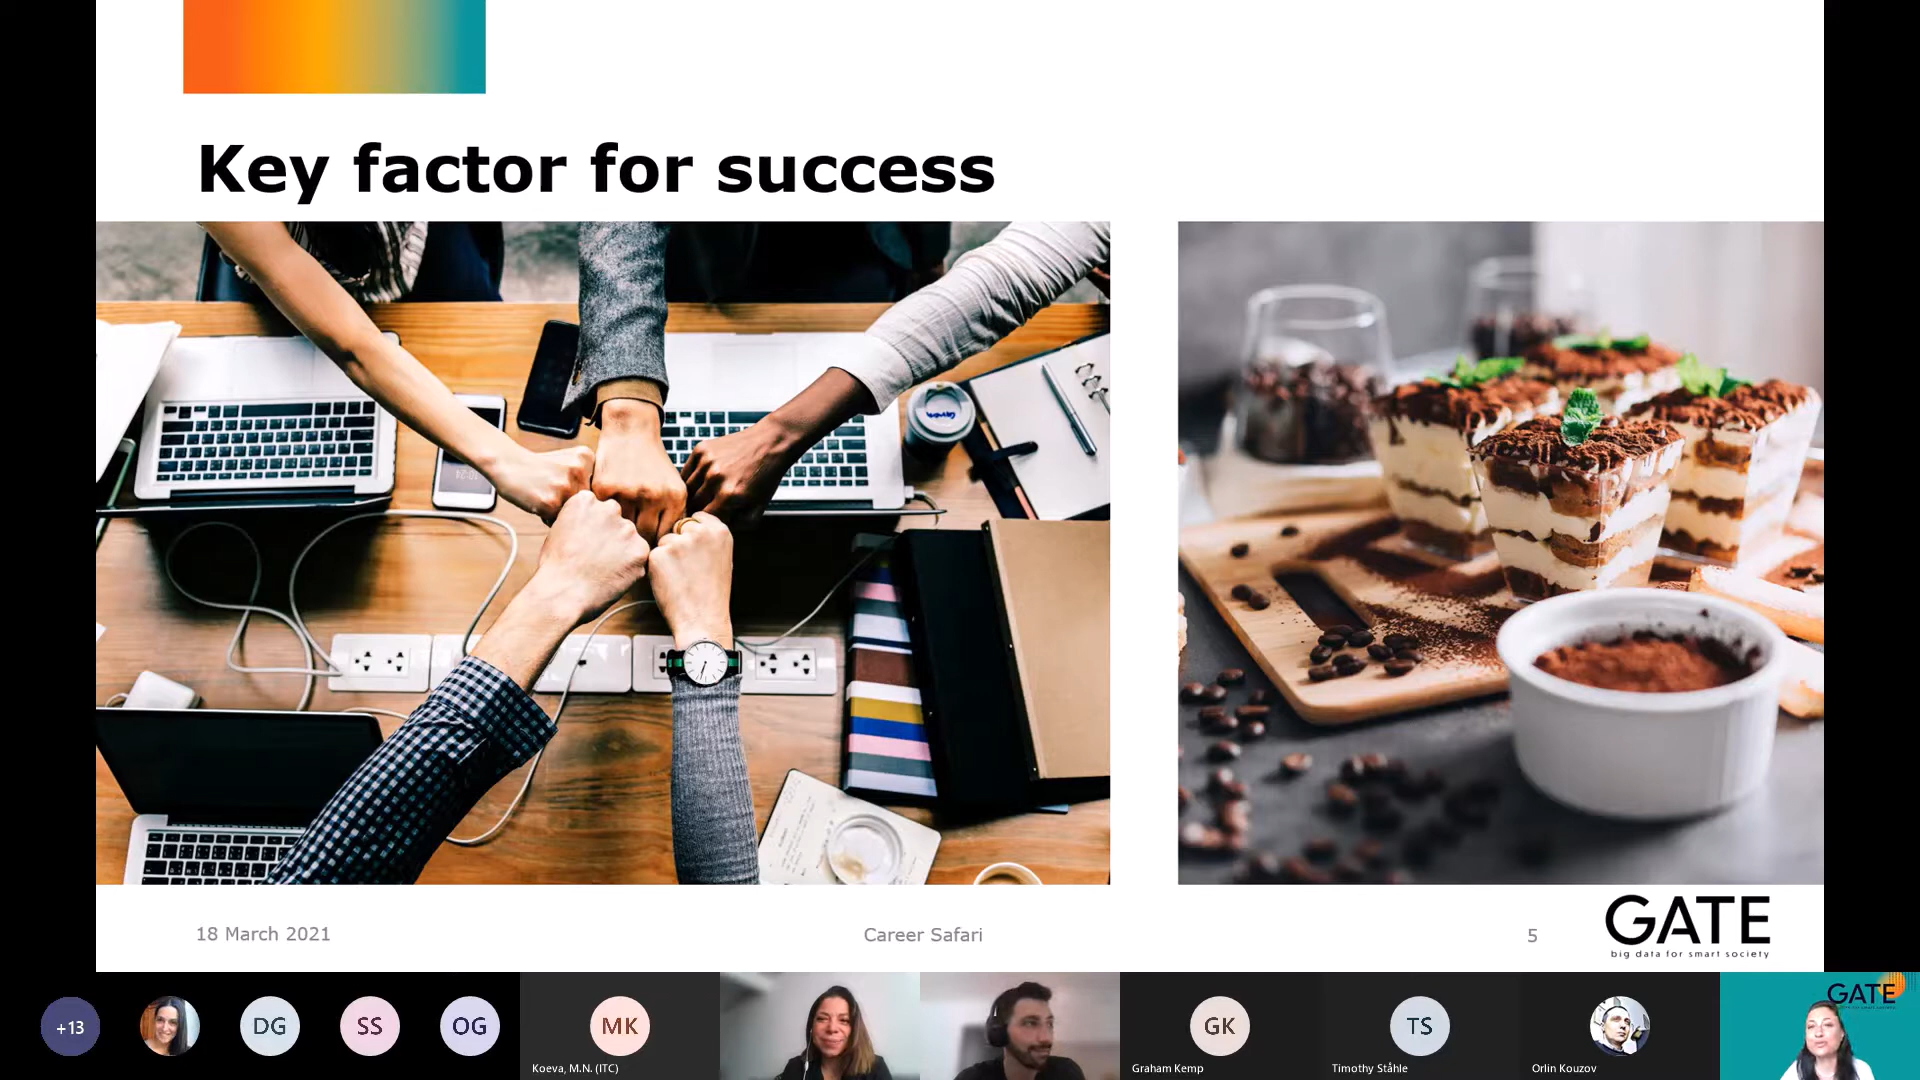 Key factor for success
18 March 2021
Career Safari
5
GATE
big data for smart society
+13
DG
SS
OG
MK
Koeva, M.N. (ITC)
GK
Graham Kemp
TS
Timothy Ståhle
Orlin Kouzov
GATE